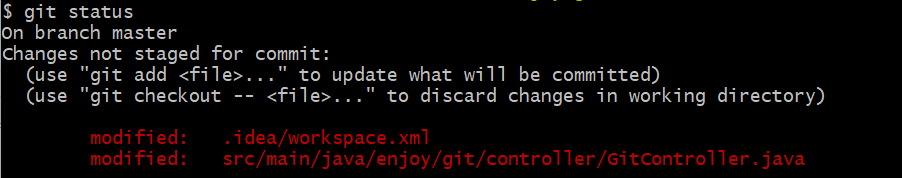 $ git status
On branch master
Changes not staged for commit:
  (use "git add <file>..." to update what will be committed)
  (use "git checkout -- <file>..." to discard changes in working directory)

        modified:   .idea/workspace.xml
        modified:   src/main/java/enjoy/git/controller/GitController.java